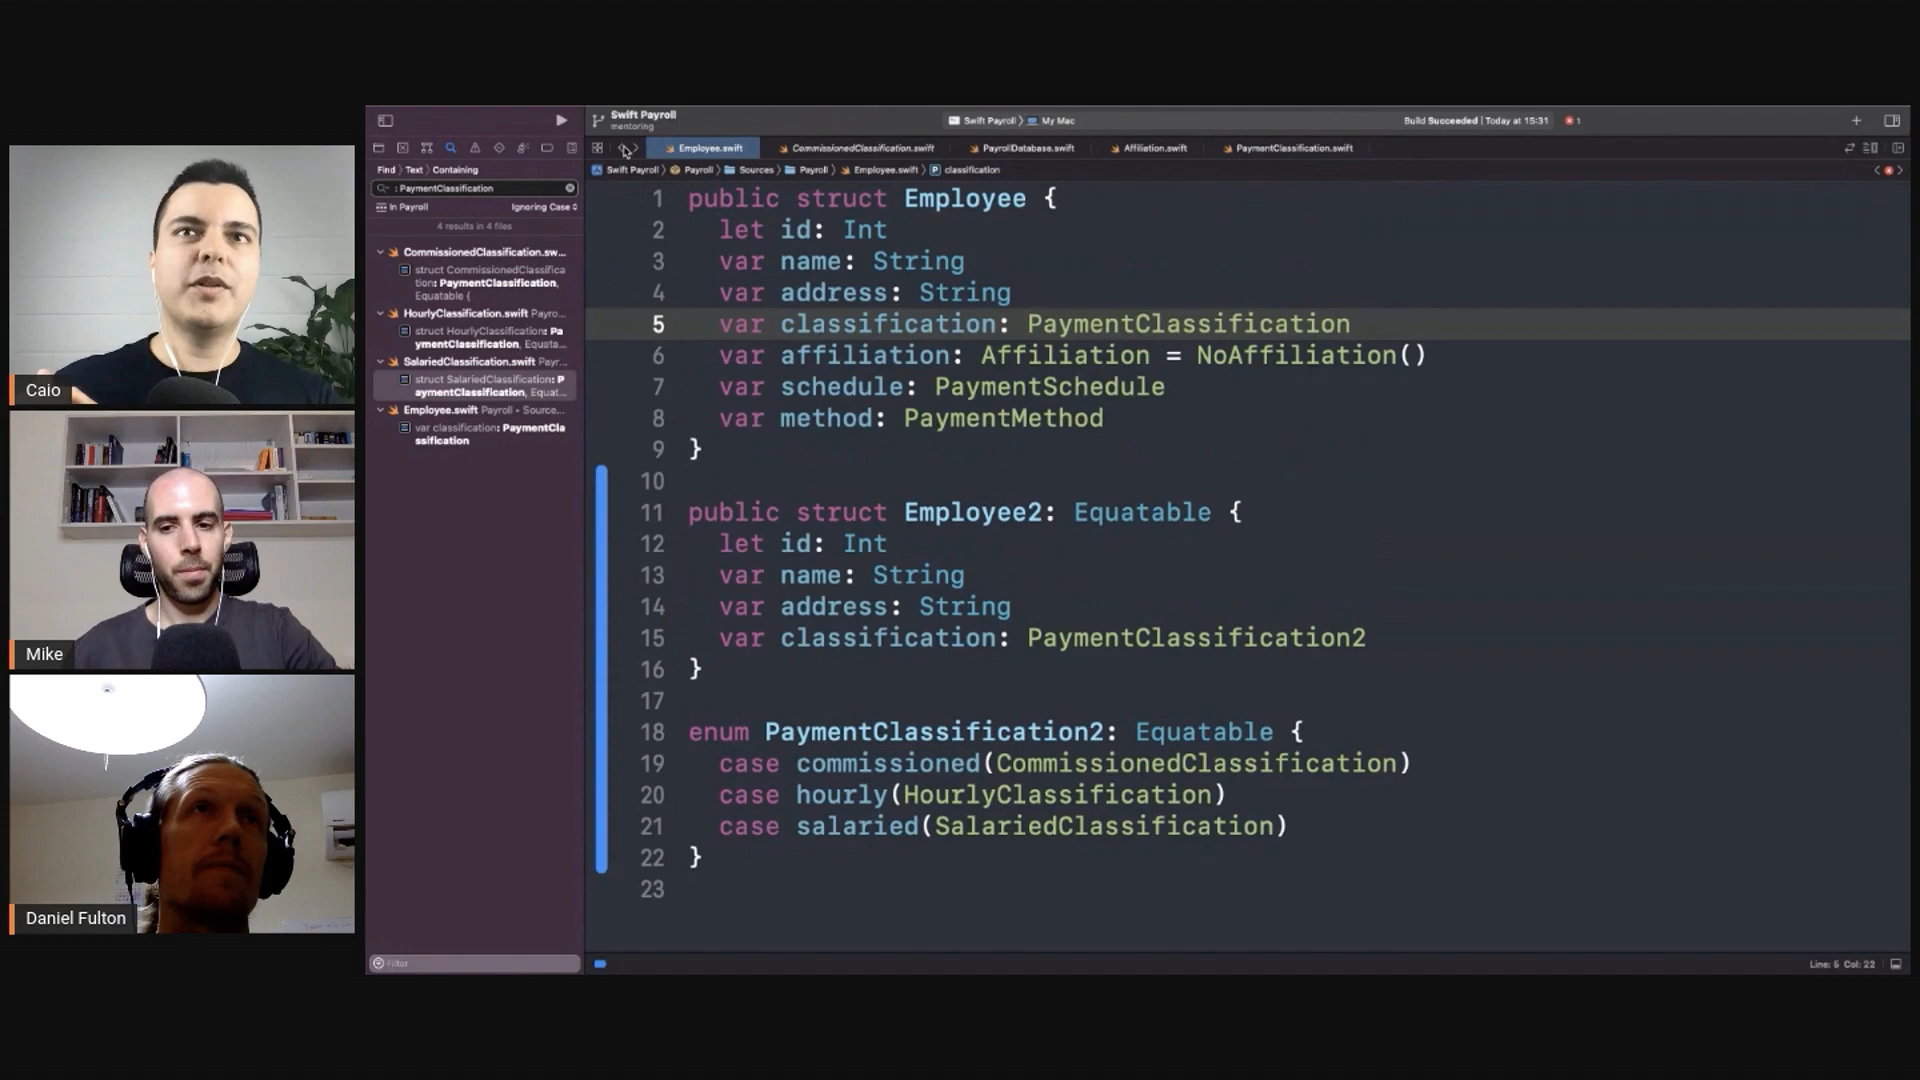 Caio
Mike
Daniel Fulton
Swift Payroll
mentoring
Swift Payroll 〉 My Mac
Build Succeeded | Today at 15:31
1
Employee.swift
CommissionedClassification.swift
PayrollDatabase.swift
Affiliation.swift
PaymentClassification.swift
Swift Payroll 〉 Payroll 〉 Sources 〉 Payroll 〉 Employee.swift 〉 P classification
Find 〉 Text 〉 Containing
: PaymentClassification
In Payroll Ignoring Case
4 results in 4 files
CommissionedClassification.sw...
struct CommissionedClassifica
tion: PaymentClassification,
Equatable {
HourlyClassification.swift Payro...
struct HourlyClassification: Pa
ymentClassification, Equata...
SalariedClassification.swift Payr...
struct SalariedClassification: P
aymentClassification, Equat...
Employee.swift Payroll • Source...
var classification: PaymentCla
ssification
Filter
1 public struct Employee {
2 let id: Int
3 var name: String
4 var address: String
5 var classification: PaymentClassification
6 var affiliation: Affiliation = NoAffiliation()
7 var schedule: PaymentSchedule
8 var method: PaymentMethod
9 }
10
11 public struct Employee2: Equatable {
12 let id: Int
13 var name: String
14 var address: String
15 var classification: PaymentClassification2
16 }
17
18 enum PaymentClassification2: Equatable {
19 case commissioned(CommissionedClassification)
20 case hourly(HourlyClassification)
21 case salaried(SalariedClassification)
22 }
23
Line: 5 Col: 22